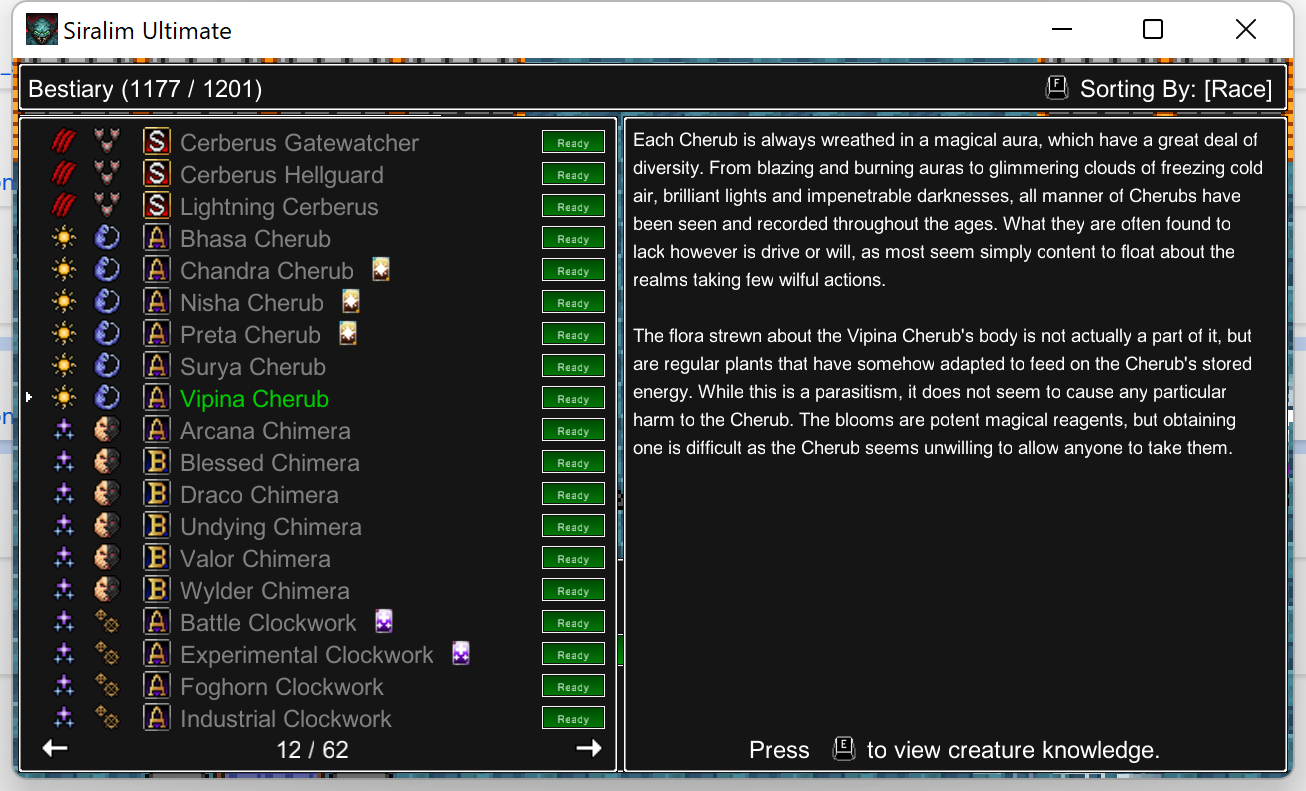 Siralim Ultimate
Bestiary (1177 / 1201)
F Sorting By: [Race]
S Cerberus Gatewatcher Ready
S Cerberus Hellguard Ready
S Lightning Cerberus Ready
A Bhasa Cherub Ready
A Chandra Cherub Ready
A Nisha Cherub Ready
A Preta Cherub Ready
A Surya Cherub Ready
A Vipina Cherub Ready
A Arcana Chimera Ready
B Blessed Chimera Ready
B Draco Chimera Ready
B Undying Chimera Ready
B Valor Chimera Ready
B Wylder Chimera Ready
A Battle Clockwork Ready
A Experimental Clockwork Ready
A Foghorn Clockwork Ready
A Industrial Clockwork Ready
12 / 62
Each Cherub is always wreathed in a magical aura, which have a great deal of
diversity. From blazing and burning auras to glimmering clouds of freezing cold
air, brilliant lights and impenetrable darknesses, all manner of Cherubs have
been seen and recorded throughout the ages. What they are often found to
lack however is drive or will, as most seem simply content to float about the
realms taking few wilful actions.
The flora strewn about the Vipina Cherub's body is not actually a part of it, but
are regular plants that have somehow adapted to feed on the Cherub's stored
energy. While this is a parasitism, it does not seem to cause any particular
harm to the Cherub. The blooms are potent magical reagents, but obtaining
one is difficult as the Cherub seems unwilling to allow anyone to take them.
Press E to view creature knowledge.